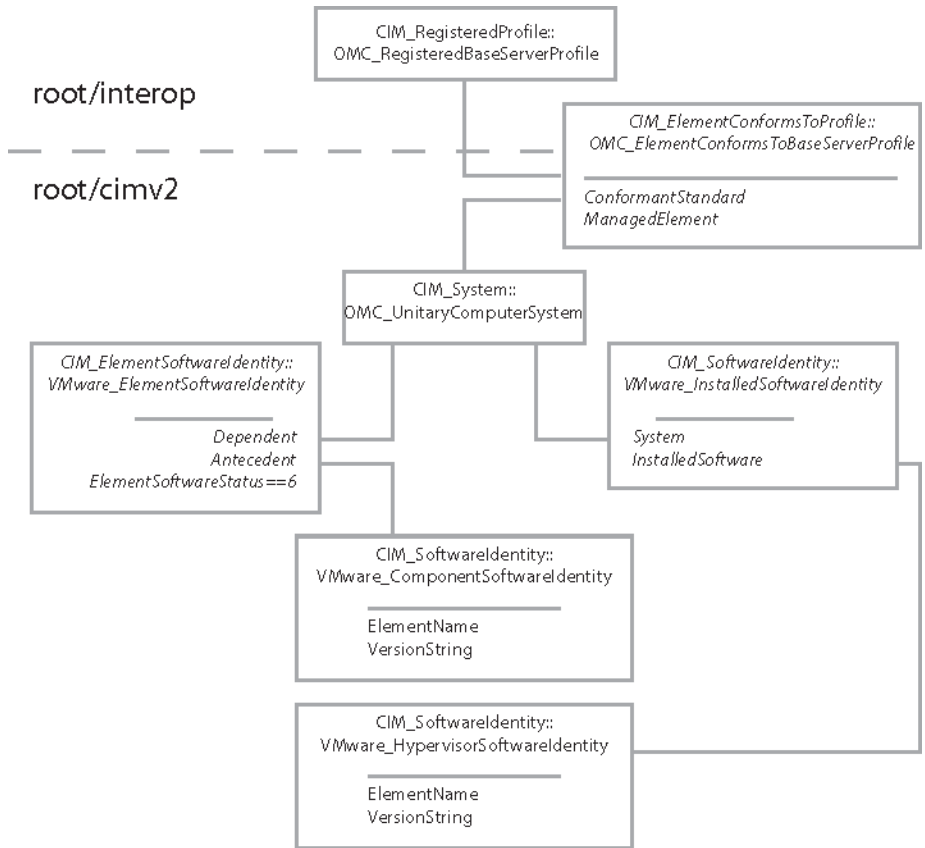 CIM_RegisteredProfile::
OMC_RegisteredBaseServerProfile
root/interop
CIM_ElementConformsToProfile::
OMC_ElementConformsToBaseServerProfile
ConformantStandard
ManagedElement
root/cimv2
CIM_System::
OMC_UnitaryComputerSystem
CIM_ElementSoftwareIdentity::
VMware_ElementSoftwareIdentity
Dependent
Antecedent
ElementSoftwareStatus==6
CIM_SoftwareIdentity::
VMware_InstalledSoftwareIdentity
System
InstalledSoftware
CIM_SoftwareIdentity::
VMware_ComponentSoftwareIdentity
ElementName
VersionString
CIM_SoftwareIdentity::
VMware_HypervisorSoftwareIdentity
ElementName
VersionString